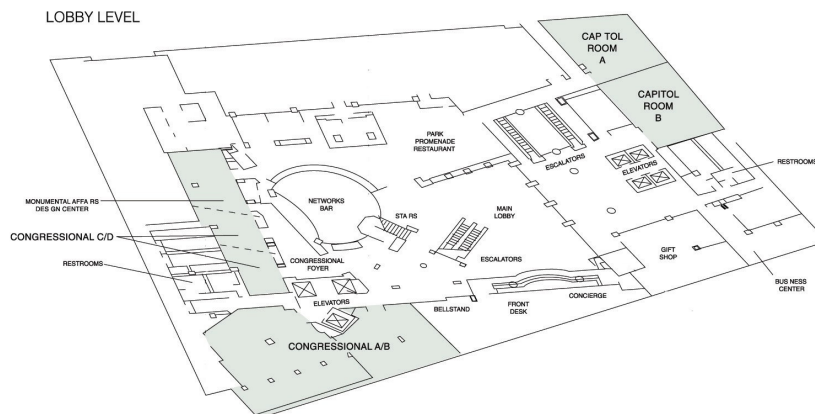 LOBBY LEVEL
CAP TOL
ROOM
A
CAPITOL
ROOM
B
PARK
PROMENADE
RESTAURANT
ESCALATORS
ELEVATORS
RESTROOMS
MONUMENTAL AFFA RS
DES GN CENTER
NETWORKS
BAR
STA RS
MAIN
LOBBY
CONGRESSIONAL C/D
CONGRESSIONAL
FOYER
ESCALATORS
GIFT
SHOP
RESTROOMS
BUS NESS
CENTER
ELEVATORS
BELLSTAND
FRONT
DESK
CONCIERGE
CONGRESSIONAL A/B